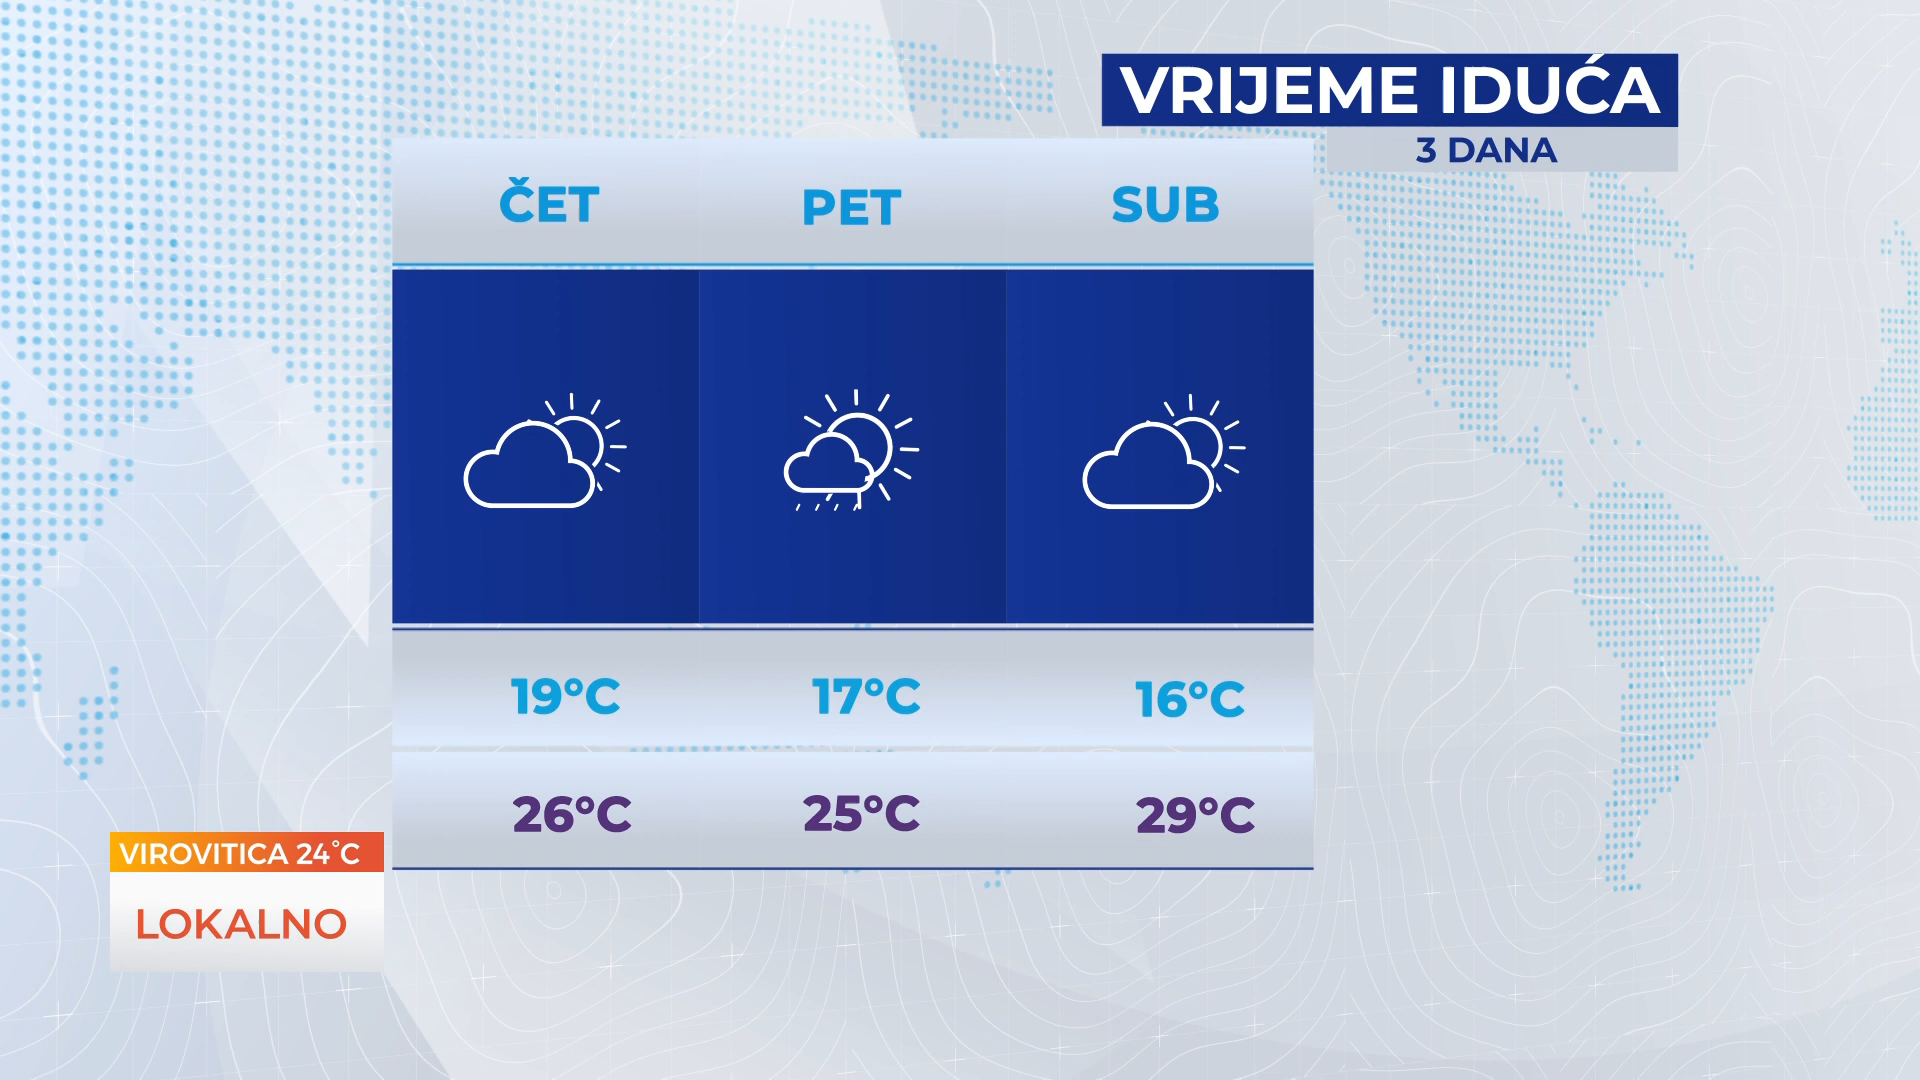 VRIJEME IDUĆA
3 DANA
ČET PET SUB
19°C 17°C 16°C
26°C 25°C 29°C
VIROVITICA 24°C
LOKALNO